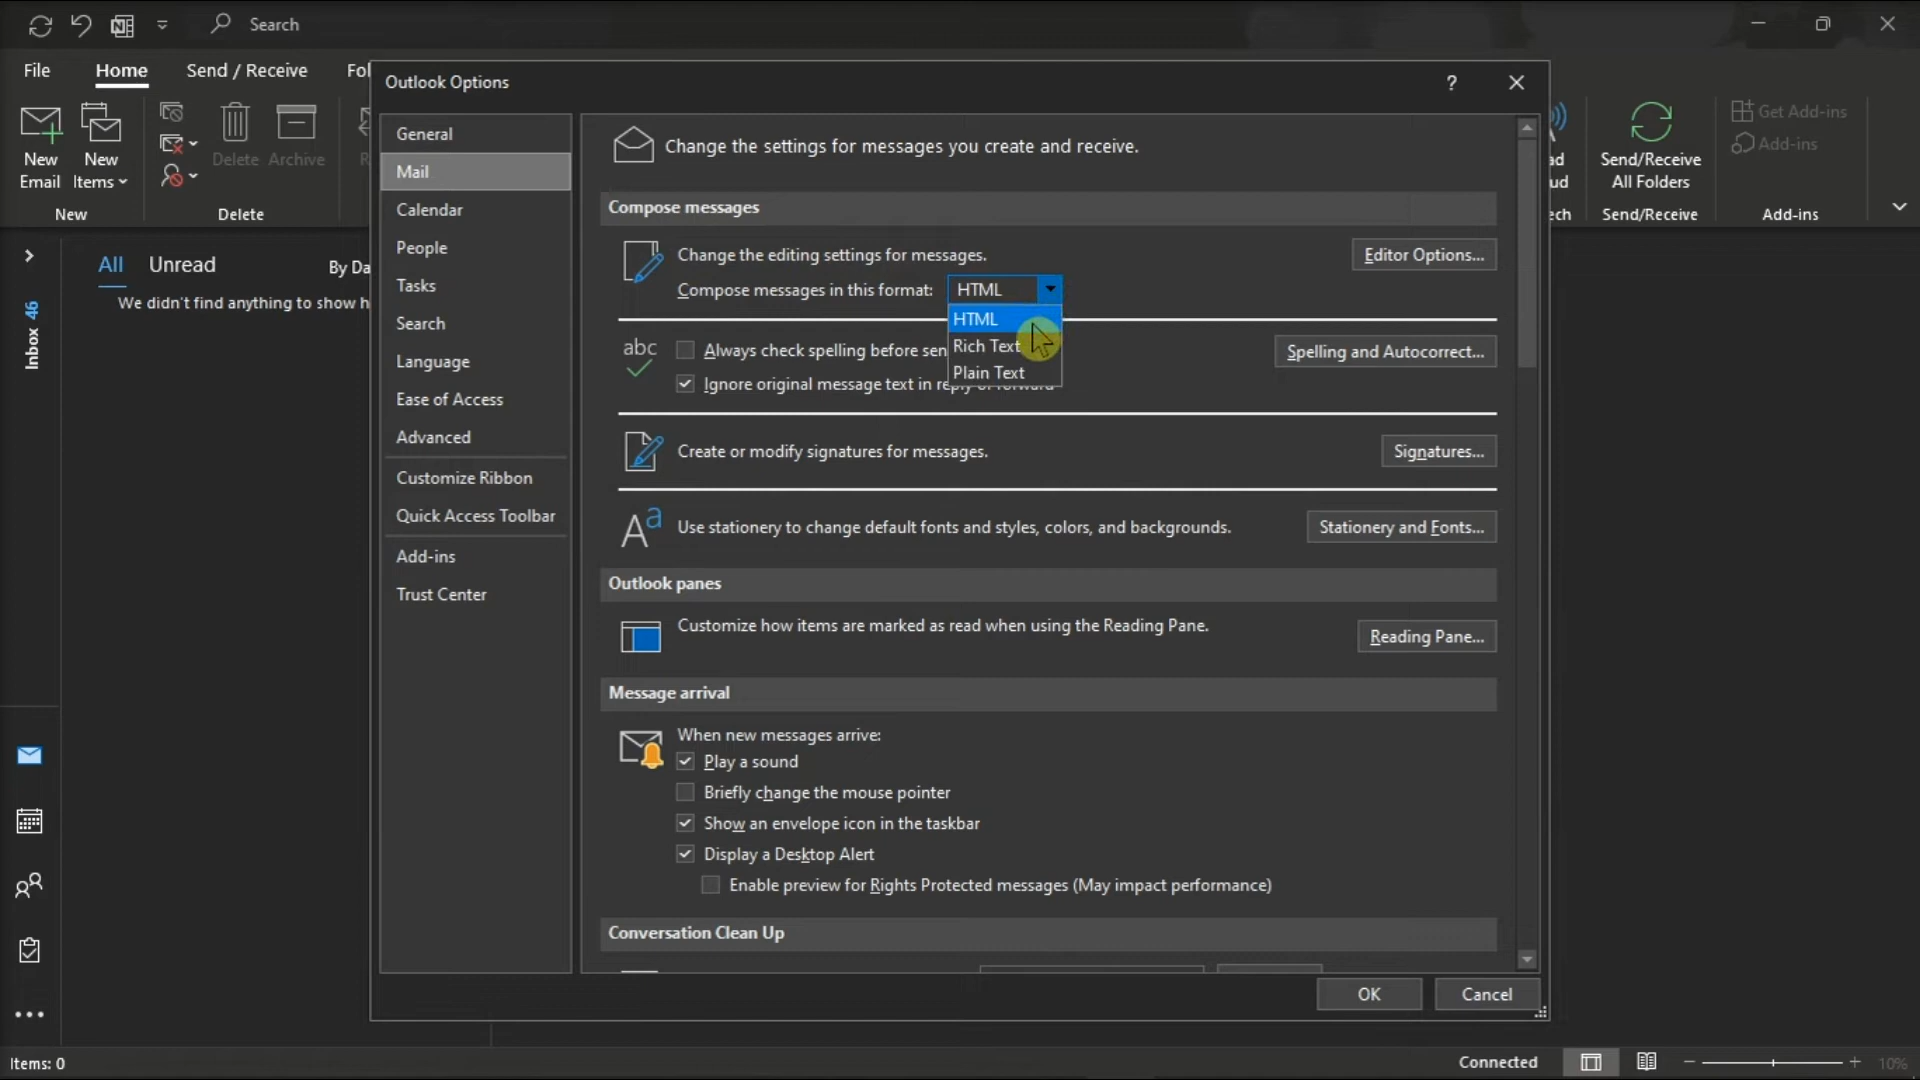 Search
File Home Send / Receive Fol
New Email
New Items
Delete
Archive
R
New
Delete
ad
ud
ech
Send/Receive All Folders
Send/Receive
Get Add-ins
Add-ins
Add-ins
Inbox 46
All Unread By Da
We didn't find anything to show h
Outlook Options ?
General
Mail
Calendar
People
Tasks
Search
Language
Ease of Access
Advanced
Customize Ribbon
Quick Access Toolbar
Add-ins
Trust Center
Change the settings for messages you create and receive.
Compose messages
Change the editing settings for messages. Editor Options...
Compose messages in this format: HTML
HTML
Rich Text
Plain Text
abc
Always check spelling before sen Spelling and Autocorrect...
Ignore original message text in reply or forward
Create or modify signatures for messages. Signatures...
Aa
Use stationery to change default fonts and styles, colors, and backgrounds. Stationery and Fonts...
Outlook panes
Customize how items are marked as read when using the Reading Pane. Reading Pane...
Message arrival
When new messages arrive:
Play a sound
Briefly change the mouse pointer
Show an envelope icon in the taskbar
Display a Desktop Alert
Enable preview for Rights Protected messages (May impact performance)
Conversation Clean Up
OK Cancel
Items: 0 Connected 10%